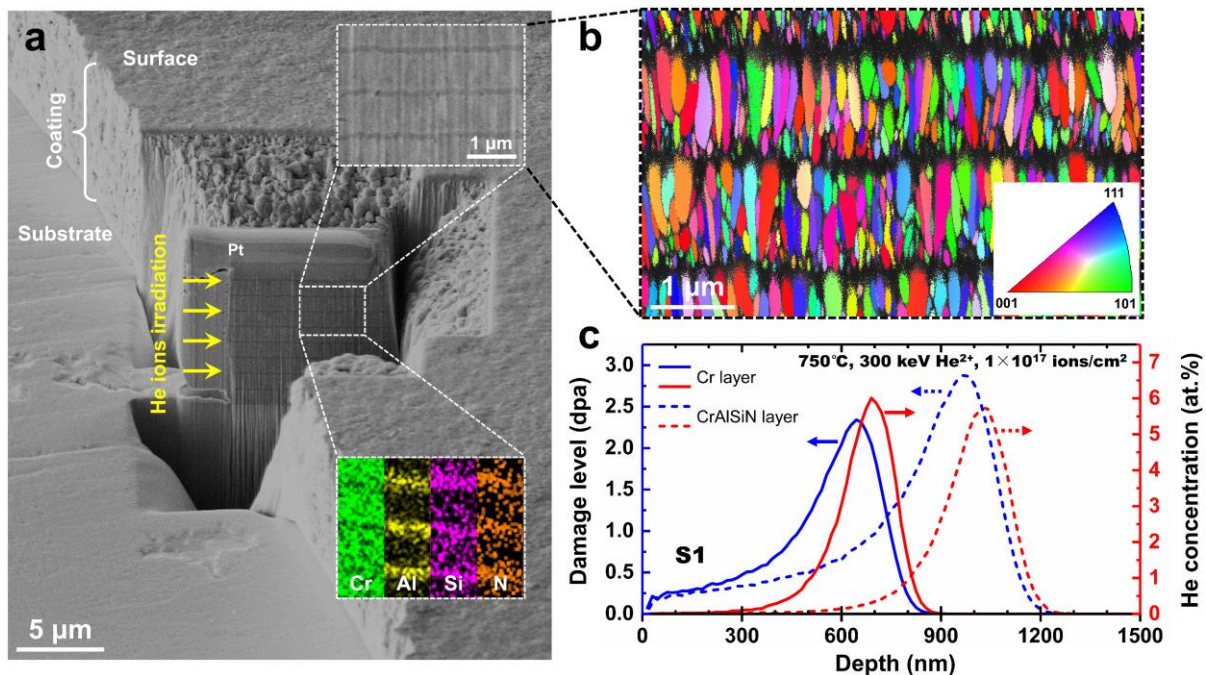 a
Surface
Coating
Substrate
Pt
He ions irradiation
1 μm
Cr Al Si N
5 μm
b
111
001
101
1 μm
c
750℃, 300 keV He²⁺, 1×10¹⁷ ions/cm²
Cr layer
CrAlSiN layer
S1
Damage level (dpa)
3.0
2.5
2.0
1.5
1.0
0.5
0.0
He concentration (at.%)
7
6
5
4
3
2
1
0
0 300 600 900 1200 1500
Depth (nm)